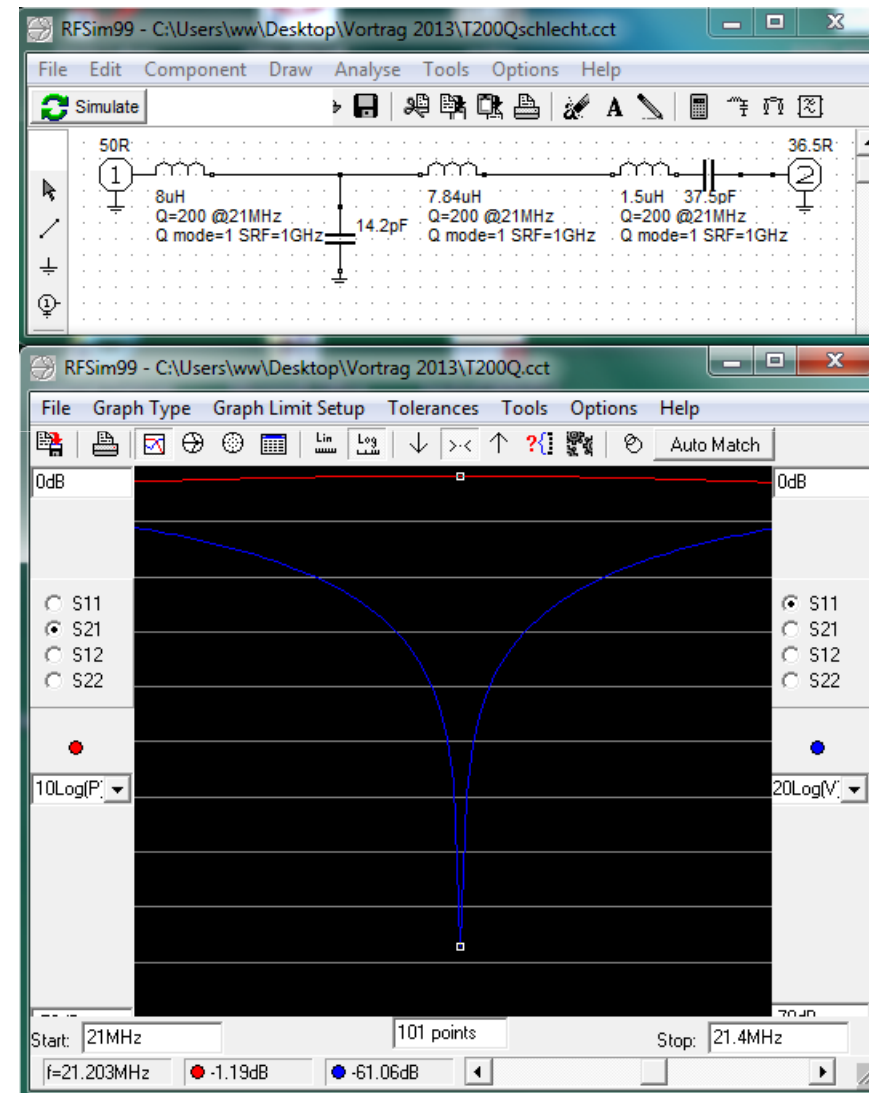 RFSim99 - C:\Users\ww\Desktop\Vortrag 2013\T200Qschlecht.cct
File Edit Component Draw Analyse Tools Options Help
Simulate A
50R 36.5R
1 2
8uH 7.84uH 1.5uH 37.5pF
Q=200 @21MHz Q=200 @21MHz Q=200 @21MHz
Q mode=1 SRF=1GHz 14.2pF Q mode=1 SRF=1GHz Q mode=1 SRF=1GHz
RFSim99 - C:\Users\ww\Desktop\Vortrag 2013\T200Q.cct
File Graph Type Graph Limit Setup Tolerances Tools Options Help
Lin Log ?{} Auto Match
0dB 0dB
S11 S11
S21 S21
S12 S12
S22 S22
10Log(P) 20Log(V)
Start: 21MHz 101 points Stop: 21.4MHz
f=21.203MHz -1.19dB -61.06dB